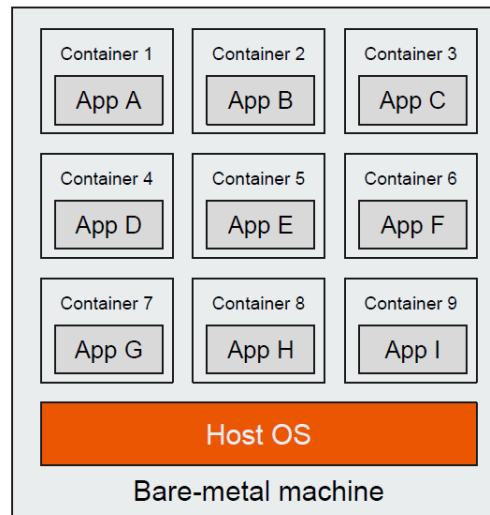 Container 1
Container 2
Container 3
App A
App B
App C
Container 4
Container 5
Container 6
App D
App E
App F
Container 7
Container 8
Container 9
App G
App H
App I
Host OS
Bare-metal machine